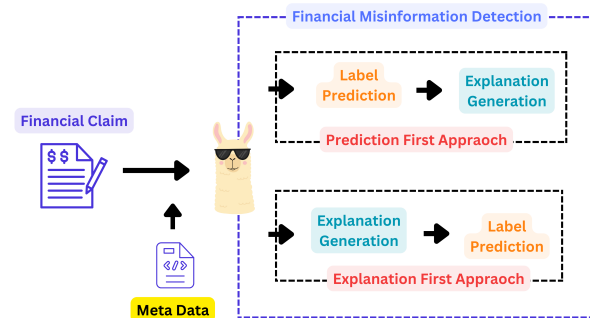 Financial Misinformation Detection
Label
Prediction
Explanation
Generation
Prediction First Appraoch
Financial Claim
$ $
Explanation
Generation
Label
Prediction
Explanation First Appraoch
</>
Meta Data